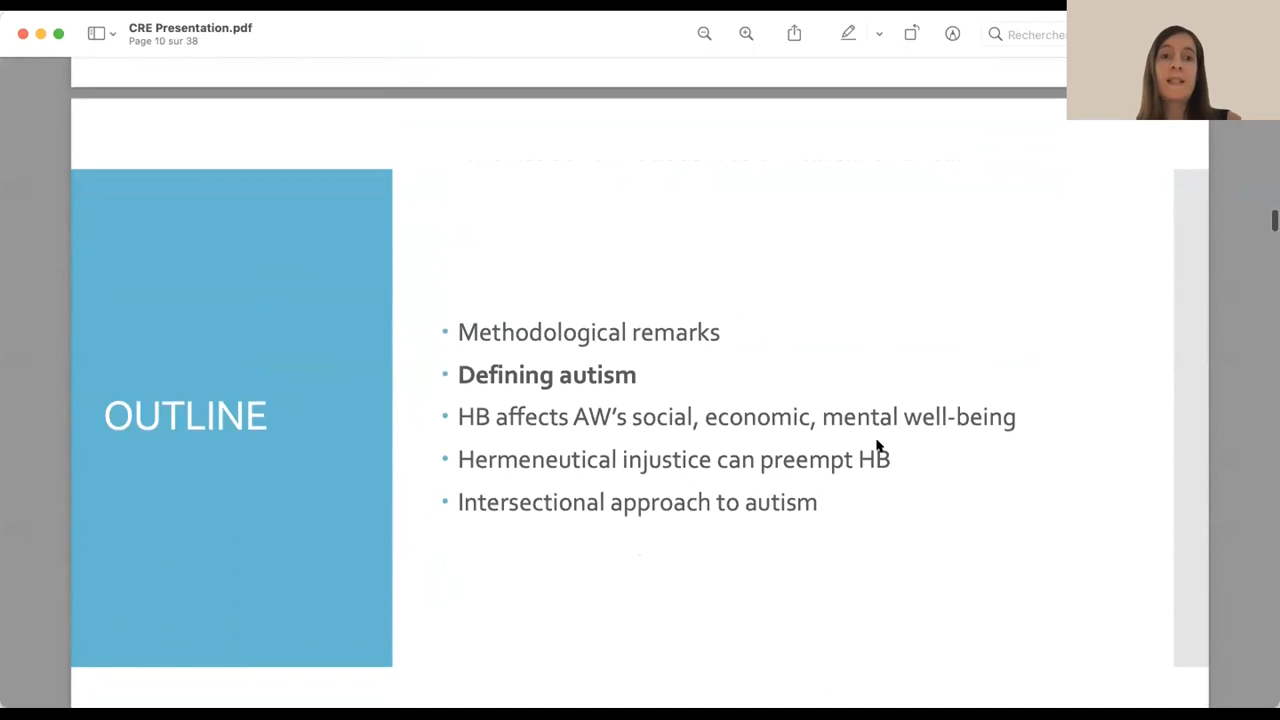 CRE Presentation.pdf
Page 10 sur 38
Rechercher
OUTLINE
• Methodological remarks
• Defining autism
• HB affects AW's social, economic, mental well-being
• Hermeneutical injustice can preempt HB
• Intersectional approach to autism